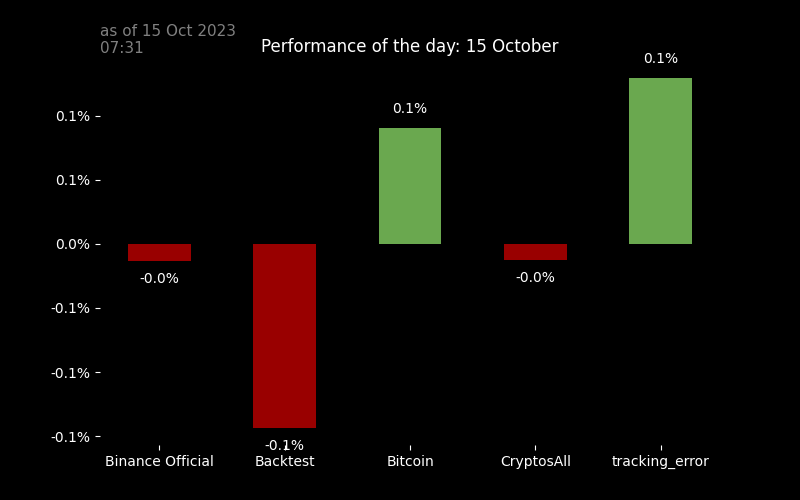 as of 15 Oct 2023
07:31
Performance of the day: 15 October
0.1%
0.1%
0.1%
0.1%
0.0%
-0.0%
-0.0%
-0.1%
-0.1%
-0.1%
-0.1%
Binance Official
Backtest
Bitcoin
CryptosAll
tracking_error